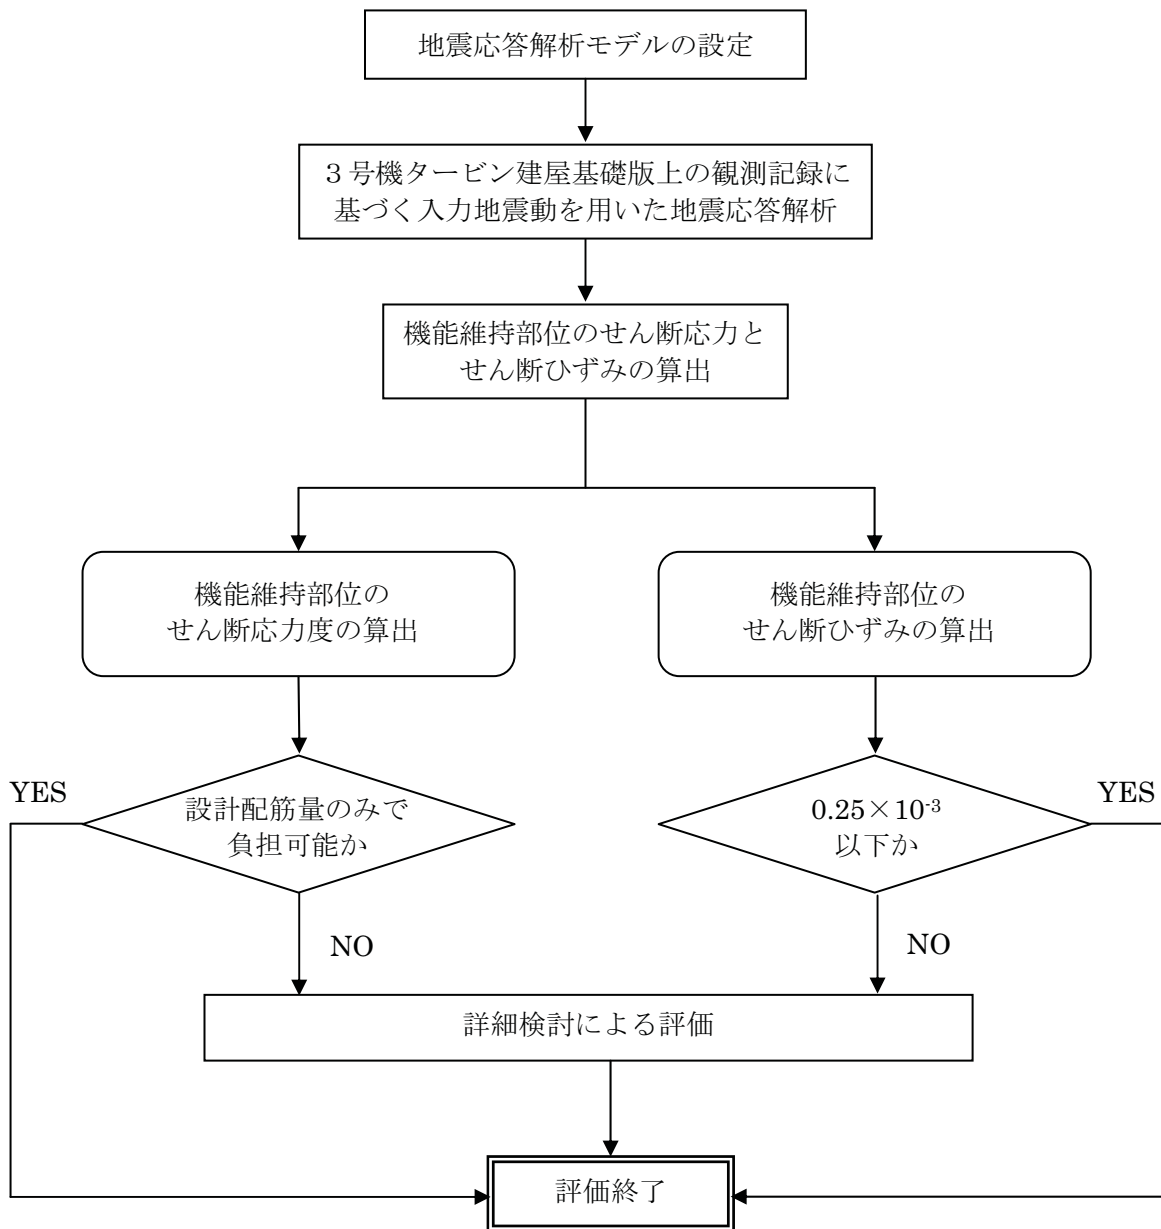 地震応答解析モデルの設定
３号機タービン建屋基礎版上の観測記録に
基づく入力地震動を用いた地震応答解析
機能維持部位のせん断応力と
せん断ひずみの算出
機能維持部位の
せん断応力度の算出
機能維持部位の
せん断ひずみの算出
YES
設計配筋量のみで
負担可能か
NO
0.25×10⁻³
以下か
YES
NO
詳細検討による評価
評価終了